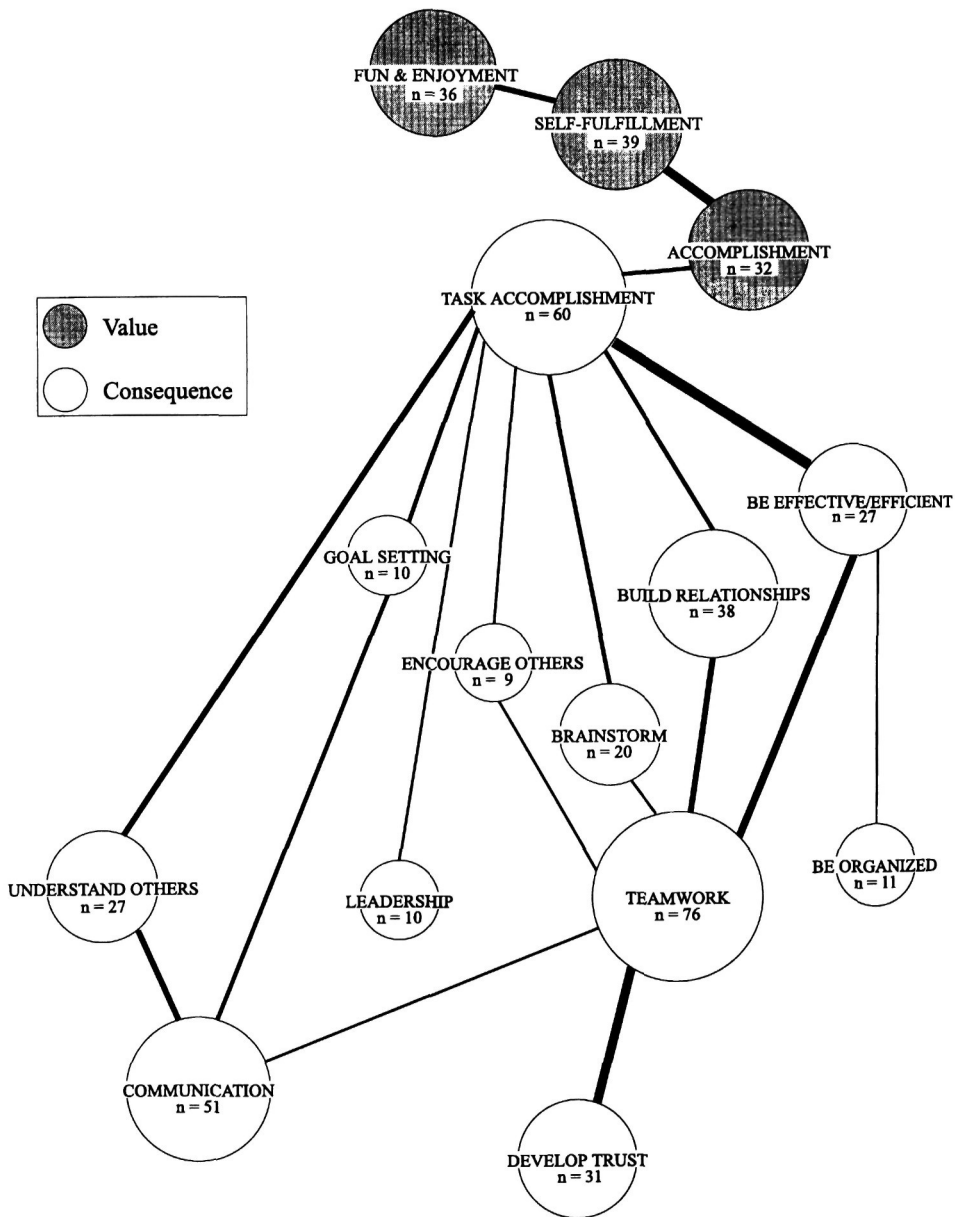 FUN & ENJOYMENT
n = 36
SELF-FULFILLMENT
n = 39
ACCOMPLISHMENT
n = 32
TASK ACCOMPLISHMENT
n = 60
Value
Consequence
BE EFFECTIVE/EFFICIENT
n = 27
GOAL SETTING
n = 10
BUILD RELATIONSHIPS
n = 38
ENCOURAGE OTHERS
n = 9
BRAINSTORM
n = 20
BE ORGANIZED
n = 11
UNDERSTAND OTHERS
n = 27
LEADERSHIP
n = 10
TEAMWORK
n = 76
COMMUNICATION
n = 51
DEVELOP TRUST
n = 31